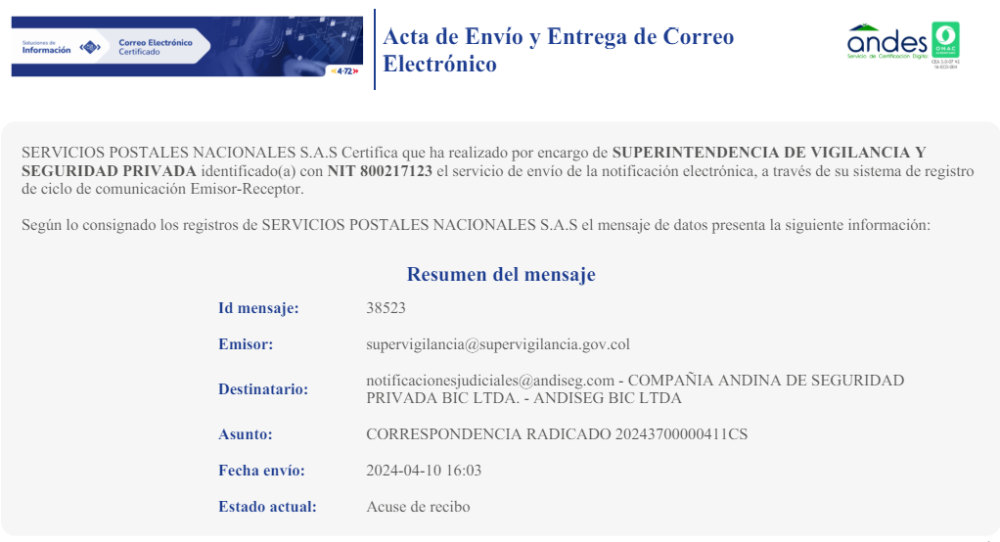 Soluciones de
Información
Correo Electrónico
Certificado
4-72
Acta de Envío y Entrega de Correo
Electrónico
andes
Servicio de Certificación Digital
ONAC
SERVICIOS POSTALES NACIONALES S.A.S Certifica que ha realizado por encargo de SUPERINTENDENCIA DE VIGILANCIA Y
SEGURIDAD PRIVADA identificado(a) con NIT 800217123 el servicio de envío de la notificación electrónica, a través de su sistema de registro
de ciclo de comunicación Emisor-Receptor.
Según lo consignado los registros de SERVICIOS POSTALES NACIONALES S.A.S el mensaje de datos presenta la siguiente información:
Resumen del mensaje
Id mensaje: 38523
Emisor: supervigilancia@supervigilancia.gov.col
Destinatario: notificacionesjudiciales@andiseg.com - COMPAÑIA ANDINA DE SEGURIDAD
PRIVADA BIC LTDA. - ANDISEG BIC LTDA
Asunto: CORRESPONDENCIA RADICADO 20243700000411CS
Fecha envío: 2024-04-10 16:03
Estado actual: Acuse de recibo